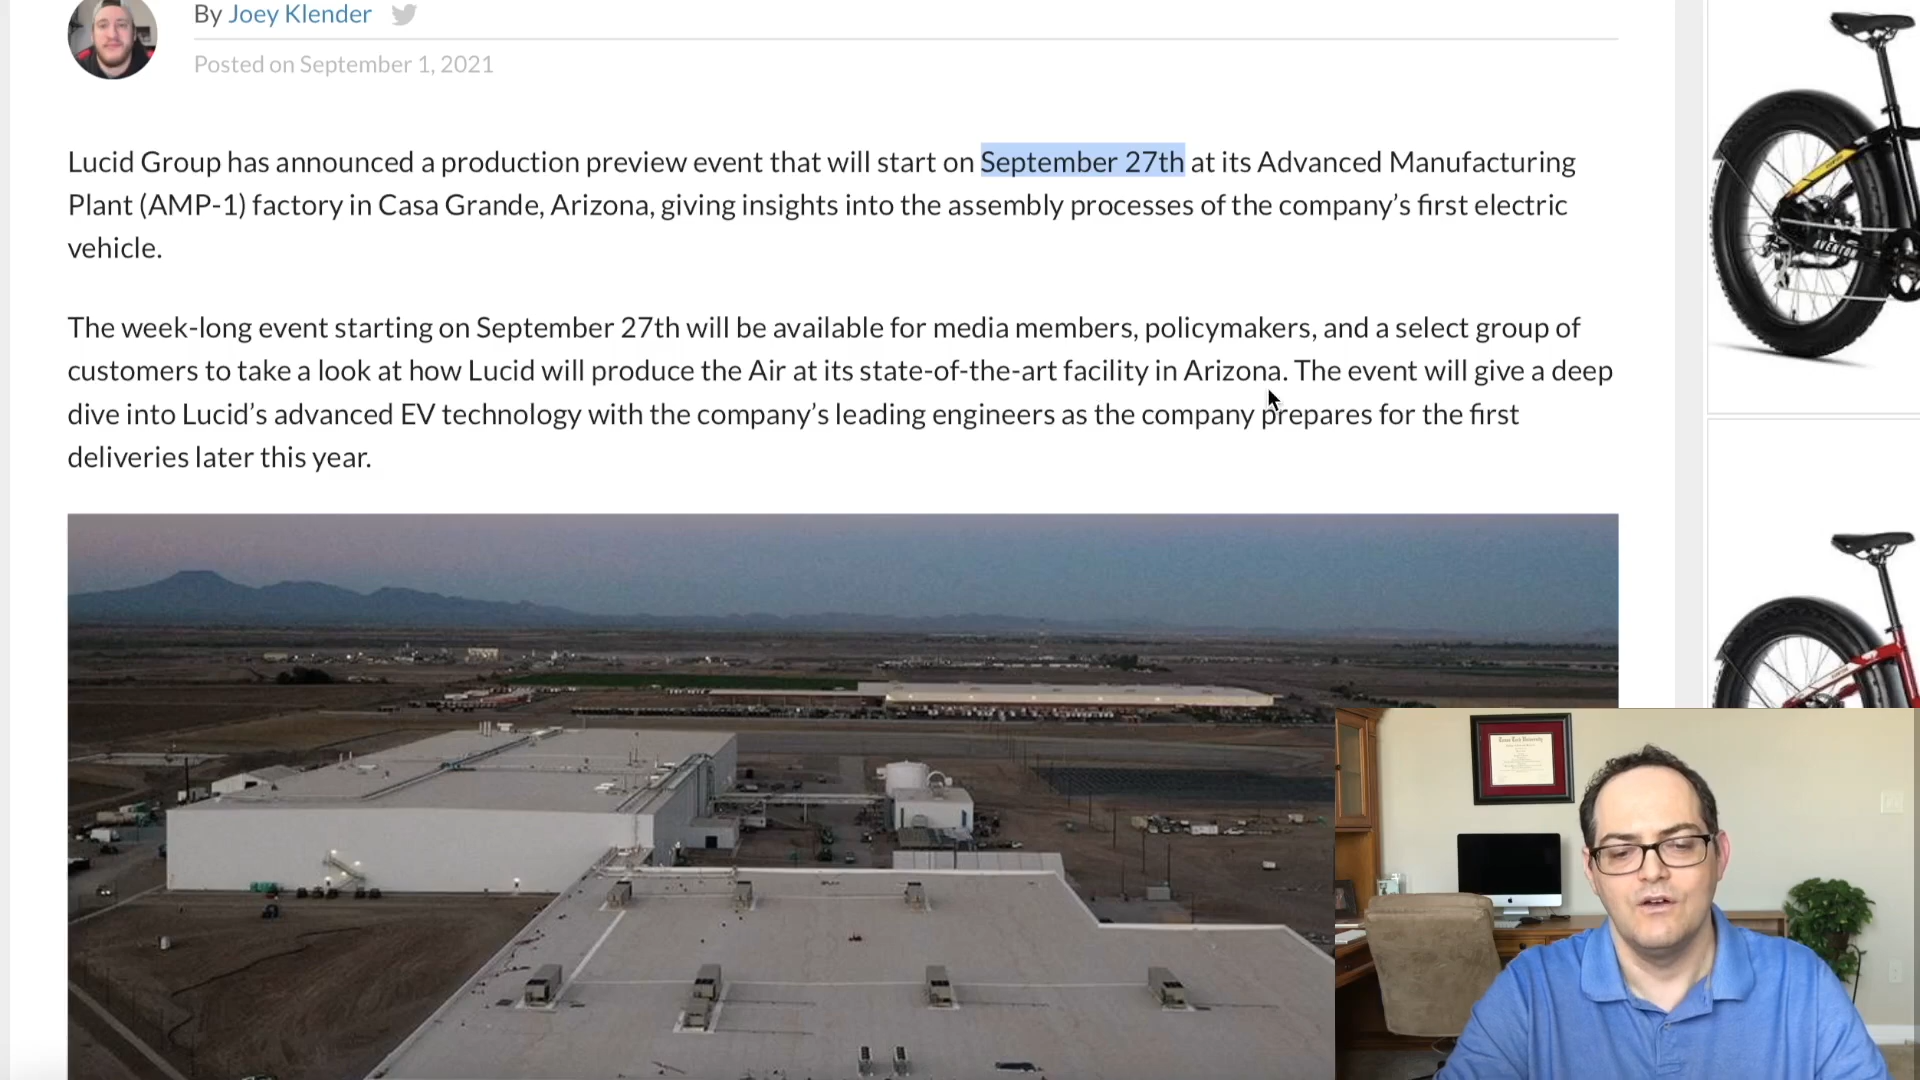 By Joey Klender
Posted on September 1, 2021
Lucid Group has announced a production preview event that will start on September 27th at its Advanced Manufacturing
Plant (AMP-1) factory in Casa Grande, Arizona, giving insights into the assembly processes of the company’s first electric
vehicle.
The week-long event starting on September 27th will be available for media members, policymakers, and a select group of
customers to take a look at how Lucid will produce the Air at its state-of-the-art facility in Arizona. The event will give a deep
dive into Lucid’s advanced EV technology with the company’s leading engineers as the company prepares for the first
deliveries later this year.
Texas Tech University